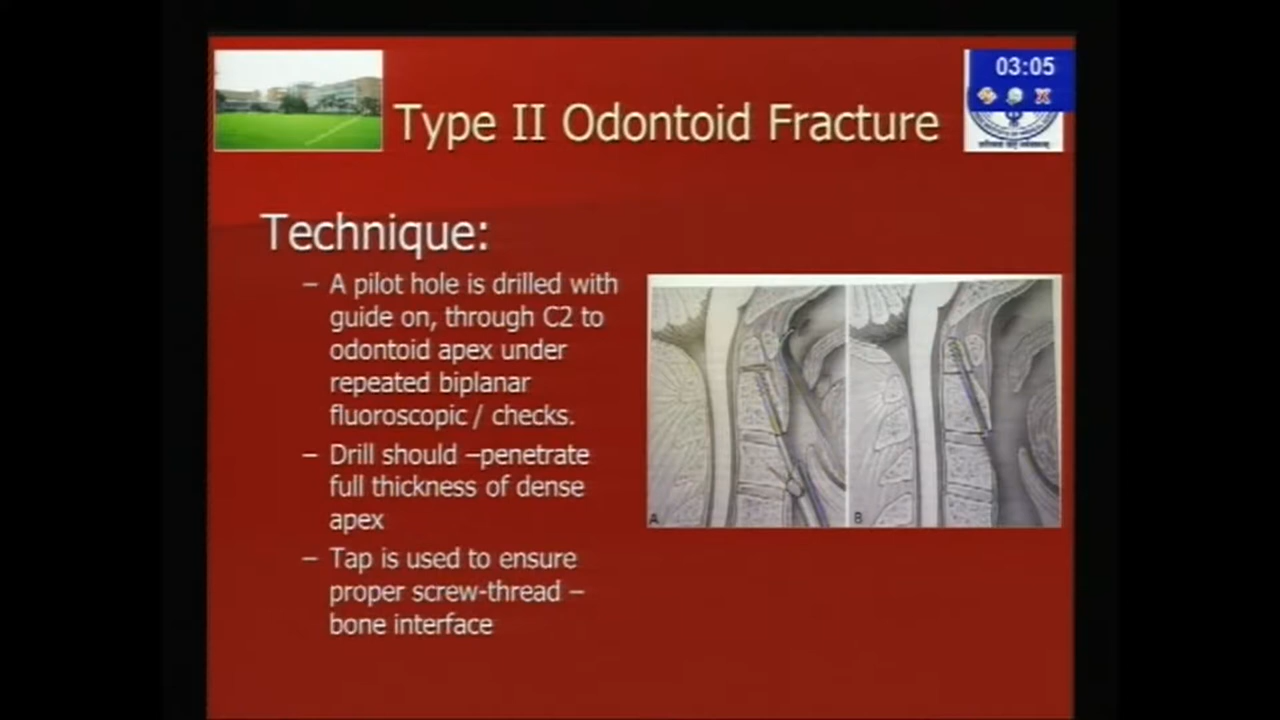 03:05
Type II Odontoid Fracture
Technique:
– A pilot hole is drilled with
guide on, through C2 to
odontoid apex under
repeated biplanar
fluoroscopic / checks.
– Drill should –penetrate
full thickness of dense
apex
– Tap is used to ensure
proper screw-thread –
bone interface
A
B